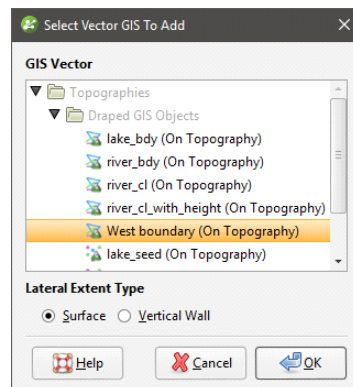 Select Vector GIS To Add
GIS Vector
Topographies
Draped GIS Objects
lake_bdy (On Topography)
river_bdy (On Topography)
river_cl (On Topography)
river_cl_with_height (On Topography)
West boundary (On Topography)
lake_seed (On Topography)
Lateral Extent Type
Surface Vertical Wall
Help Cancel OK